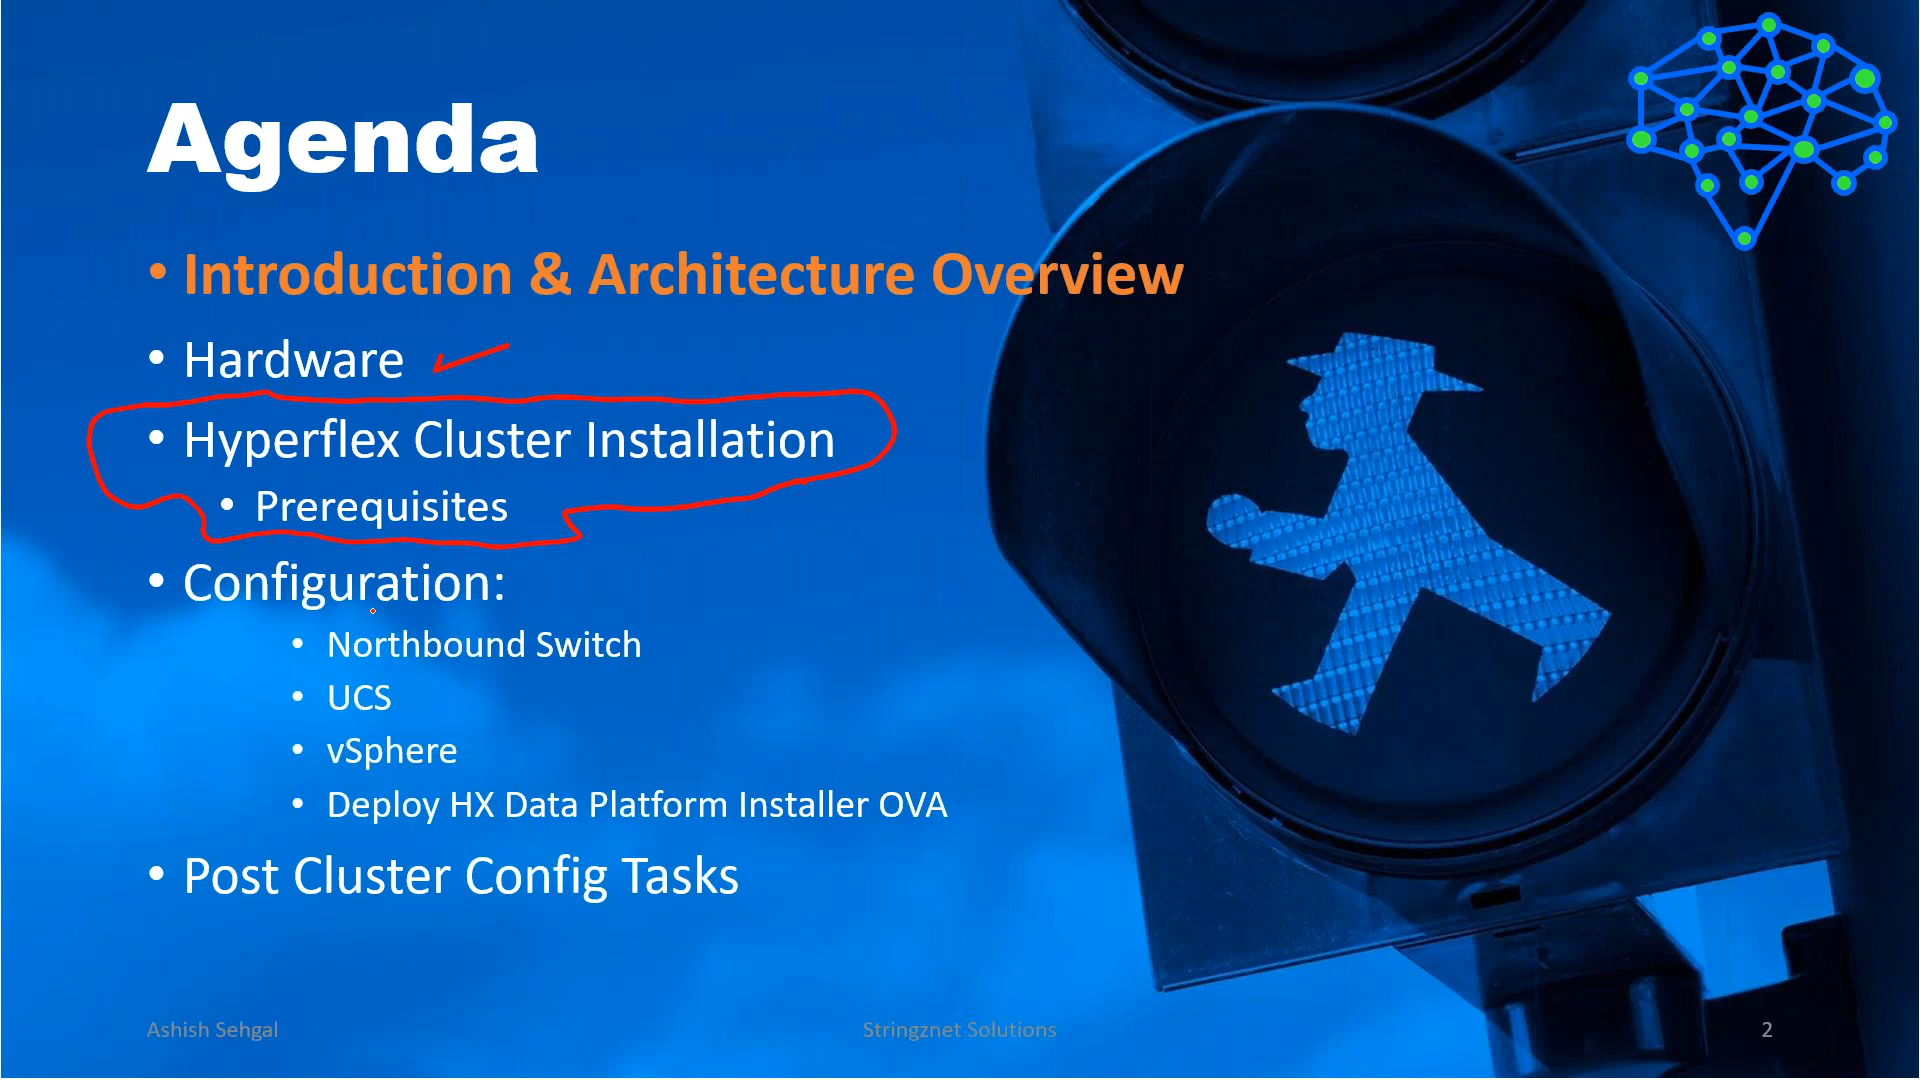 Agenda
• Introduction & Architecture Overview
• Hardware
• Hyperflex Cluster Installation
• Prerequisites
• Configuration:
• Northbound Switch
• UCS
• vSphere
• Deploy HX Data Platform Installer OVA
• Post Cluster Config Tasks
Ashish Sehgal
Stringznet Solutions
2